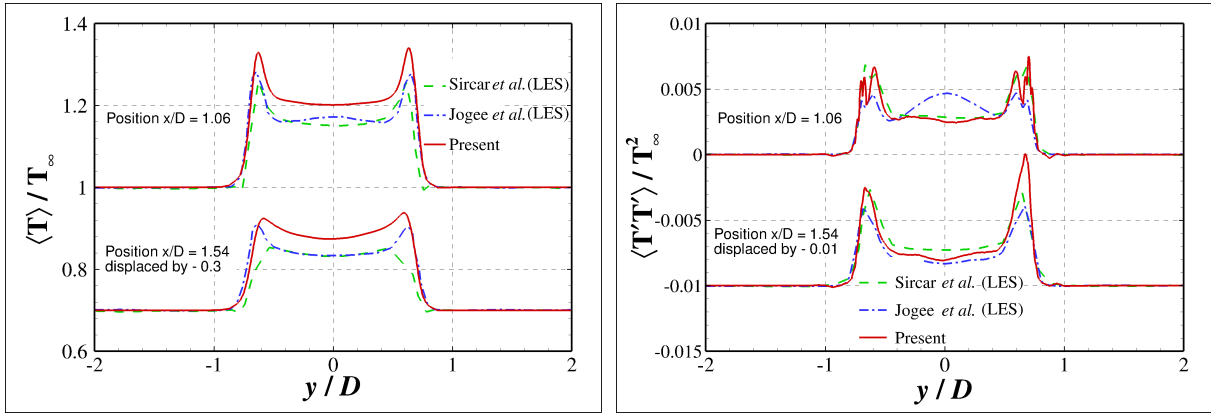 1.4
1.2
1
0.8
0.6
-2
-1
0
1
2
⟨T⟩ / T∞
y / D
Position x/D = 1.06
Position x/D = 1.54
displaced by - 0.3
Sircar et al. (LES)
Jogee et al. (LES)
Present
0.01
0.005
0
-0.005
-0.01
-0.015
-2
-1
0
1
2
⟨T′T′⟩ / T²∞
y / D
Position x/D = 1.06
Position x/D = 1.54
displaced by - 0.01
Sircar et al. (LES)
Jogee et al. (LES)
Present